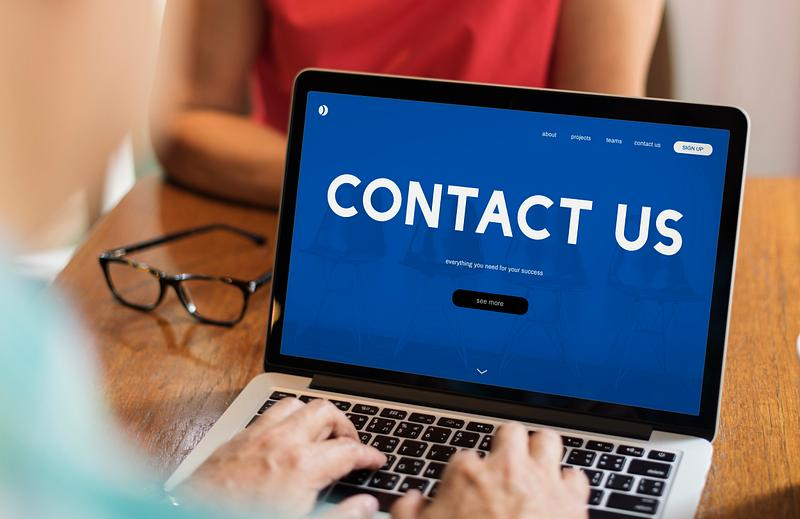 about projects teams contact us SIGN UP
CONTACT US
everything you need for your success
see more